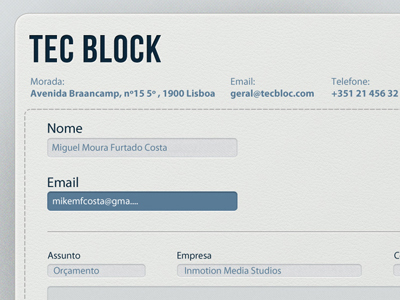 TEC BLOCK
Morada: Email: Telefone:
Avenida Braancamp, nº15 5º , 1900 Lisboa geral@tecbloc.com +351 21 456 32
Nome
Miguel Moura Furtado Costa
Email
mikemfcosta@gma....
Assunto Empresa C
Orçamento Inmotion Media Studios